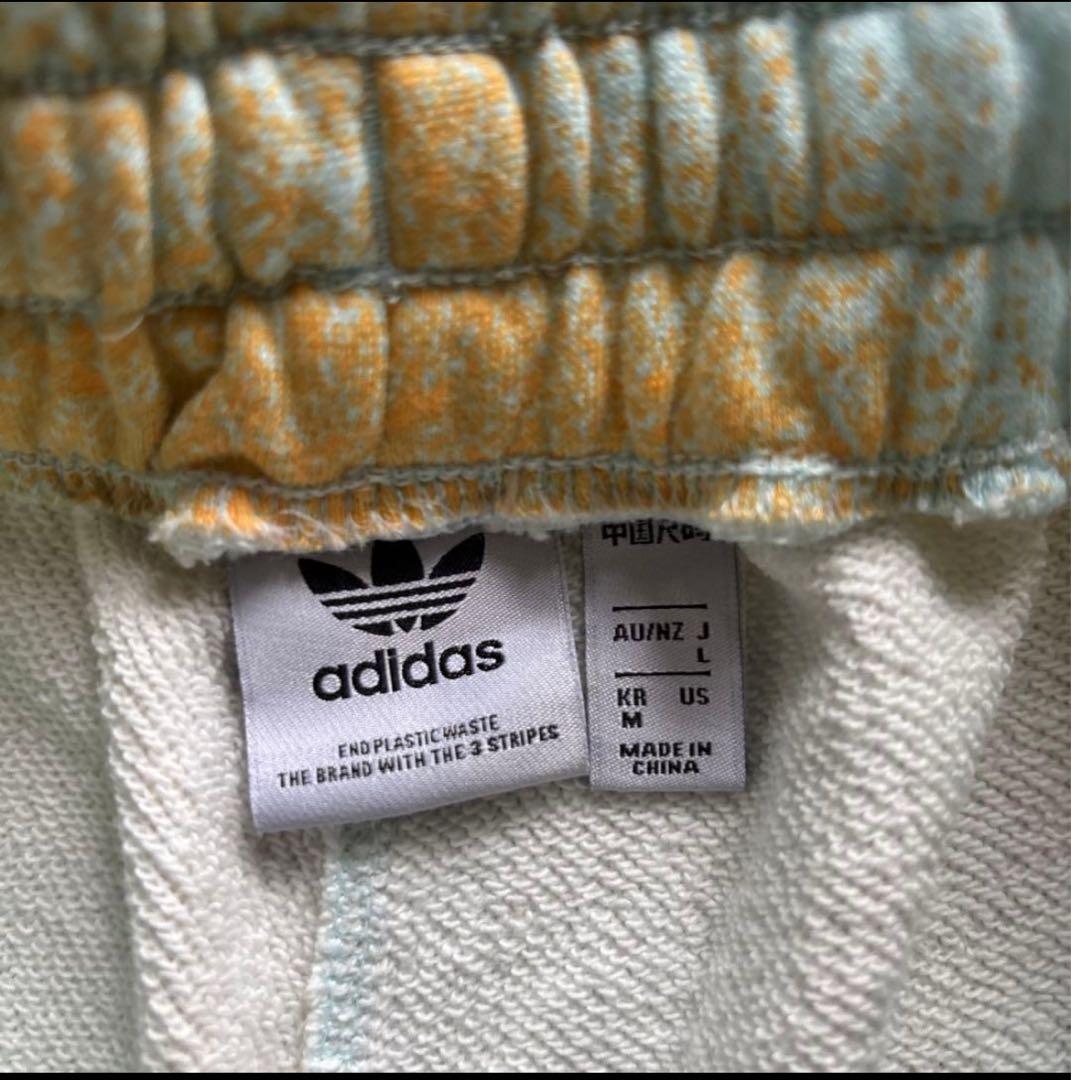 adidas
END PLASTIC WASTE
THE BRAND WITH THE 3 STRIPES
中国尺码
AU/NZ J
L
KR US
M
MADE IN
CHINA